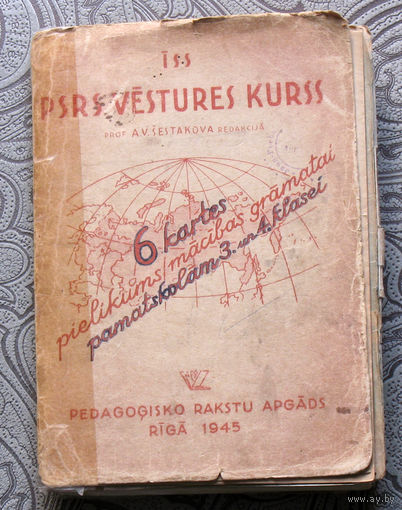 ĪSS
PSRS VĒSTURES KURSS
PROF. A.V. ŠESTAKOVA REDAKCIJĀ
6 kartes
pielikums mācības grāmatai
pamatskolām 3. un 4. klasei
PEDAGOĢISKO RAKSTU APGĀDS
RĪGĀ 1945
www.ay.by